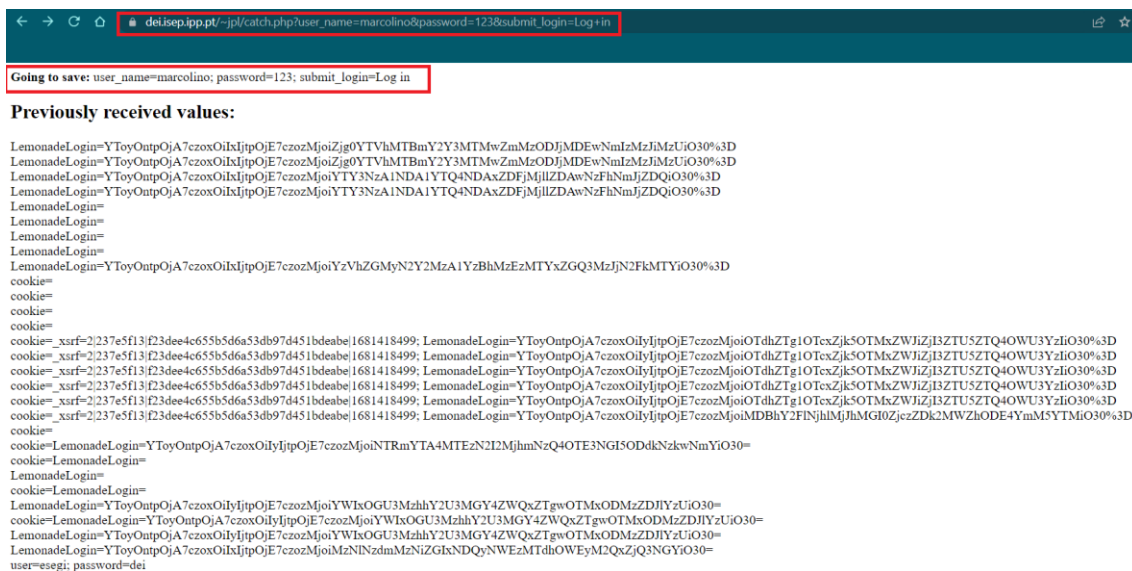 dei.isep.ipp.pt/~jpl/catch.php?user_name=marcolino&password=123&submit_login=Log+in
Going to save: user_name=marcolino; password=123; submit_login=Log in
Previously received values:
LemonadeLogin=YToyOntpOjA7czoxOiIxIjtpOjE7czozMjoiZjg0YTVhMTBmY2Y3MTMwZmMzODJjMDEwNmIzMzJiMzUiO30%3D
LemonadeLogin=YToyOntpOjA7czoxOiIxIjtpOjE7czozMjoiZjg0YTVhMTBmY2Y3MTMwZmMzODJjMDEwNmIzMzJiMzUiO30%3D
LemonadeLogin=YToyOntpOjA7czoxOiIxIjtpOjE7czozMjoiYTY3NzA1NDA1YTQ4NDAxZDFjMjllZDAwNzFhNmJjZDQiO30%3D
LemonadeLogin=YToyOntpOjA7czoxOiIxIjtpOjE7czozMjoiYTY3NzA1NDA1YTQ4NDAxZDFjMjllZDAwNzFhNmJjZDQiO30%3D
LemonadeLogin=
LemonadeLogin=
LemonadeLogin=
LemonadeLogin=
LemonadeLogin=YToyOntpOjA7czoxOiIxIjtpOjE7czozMjoiYzVhZGMyN2Y2MzA1YzBhMzEzMTYxZGQ3MzJjN2FkMTYiO30%3D
cookie=
cookie=
cookie=
cookie=
cookie=_xsrf=2|237e5f13|f23dee4c655b5d6a53db97d451bdeabe|1681418499; LemonadeLogin=YToyOntpOjA7czoxOiIyIjtpOjE7czozMjoiOTdhZTg1OTcxZjk5OTMxZWJiZjI3ZTU5ZTQ4OWU3YzIiO30%3D
cookie=_xsrf=2|237e5f13|f23dee4c655b5d6a53db97d451bdeabe|1681418499; LemonadeLogin=YToyOntpOjA7czoxOiIyIjtpOjE7czozMjoiOTdhZTg1OTcxZjk5OTMxZWJiZjI3ZTU5ZTQ4OWU3YzIiO30%3D
cookie=_xsrf=2|237e5f13|f23dee4c655b5d6a53db97d451bdeabe|1681418499; LemonadeLogin=YToyOntpOjA7czoxOiIyIjtpOjE7czozMjoiOTdhZTg1OTcxZjk5OTMxZWJiZjI3ZTU5ZTQ4OWU3YzIiO30%3D
cookie=_xsrf=2|237e5f13|f23dee4c655b5d6a53db97d451bdeabe|1681418499; LemonadeLogin=YToyOntpOjA7czoxOiIyIjtpOjE7czozMjoiOTdhZTg1OTcxZjk5OTMxZWJiZjI3ZTU5ZTQ4OWU3YzIiO30%3D
cookie=_xsrf=2|237e5f13|f23dee4c655b5d6a53db97d451bdeabe|1681418499; LemonadeLogin=YToyOntpOjA7czoxOiIyIjtpOjE7czozMjoiOTdhZTg1OTcxZjk5OTMxZWJiZjI3ZTU5ZTQ4OWU3YzIiO30%3D
cookie=_xsrf=2|237e5f13|f23dee4c655b5d6a53db97d451bdeabe|1681418499; LemonadeLogin=YToyOntpOjA7czoxOiIyIjtpOjE7czozMjoiMDBhY2FlNjhlMjJhMGI0ZjczZDk2MWZhODE4YmM5YTMiO30%3D
cookie=
cookie=LemonadeLogin=YToyOntpOjA7czoxOiIyIjtpOjE7czozMjoiNTRmYTA4MTEzN2I2MjhmNzQ4OTE3NGI5ODdkNzkwNmYiO30=
cookie=LemonadeLogin=
LemonadeLogin=
cookie=LemonadeLogin=
LemonadeLogin=YToyOntpOjA7czoxOiIyIjtpOjE7czozMjoiYWIxOGU3MzhhY2U3MGY4ZWQxZTgwOTMxODMzZDJlYzUiO30=
cookie=LemonadeLogin=YToyOntpOjA7czoxOiIyIjtpOjE7czozMjoiYWIxOGU3MzhhY2U3MGY4ZWQxZTgwOTMxODMzZDJlYzUiO30=
LemonadeLogin=YToyOntpOjA7czoxOiIyIjtpOjE7czozMjoiYWIxOGU3MzhhY2U3MGY4ZWQxZTgwOTMxODMzZDJlYzUiO30=
LemonadeLogin=YToyOntpOjA7czoxOiIxIjtpOjE7czozMjoiMzNlNzdmMzNiZGIxNDQyNWEzMTdhOWEyM2QxZjQ3NGYiO30=
user=esegi; password=dei